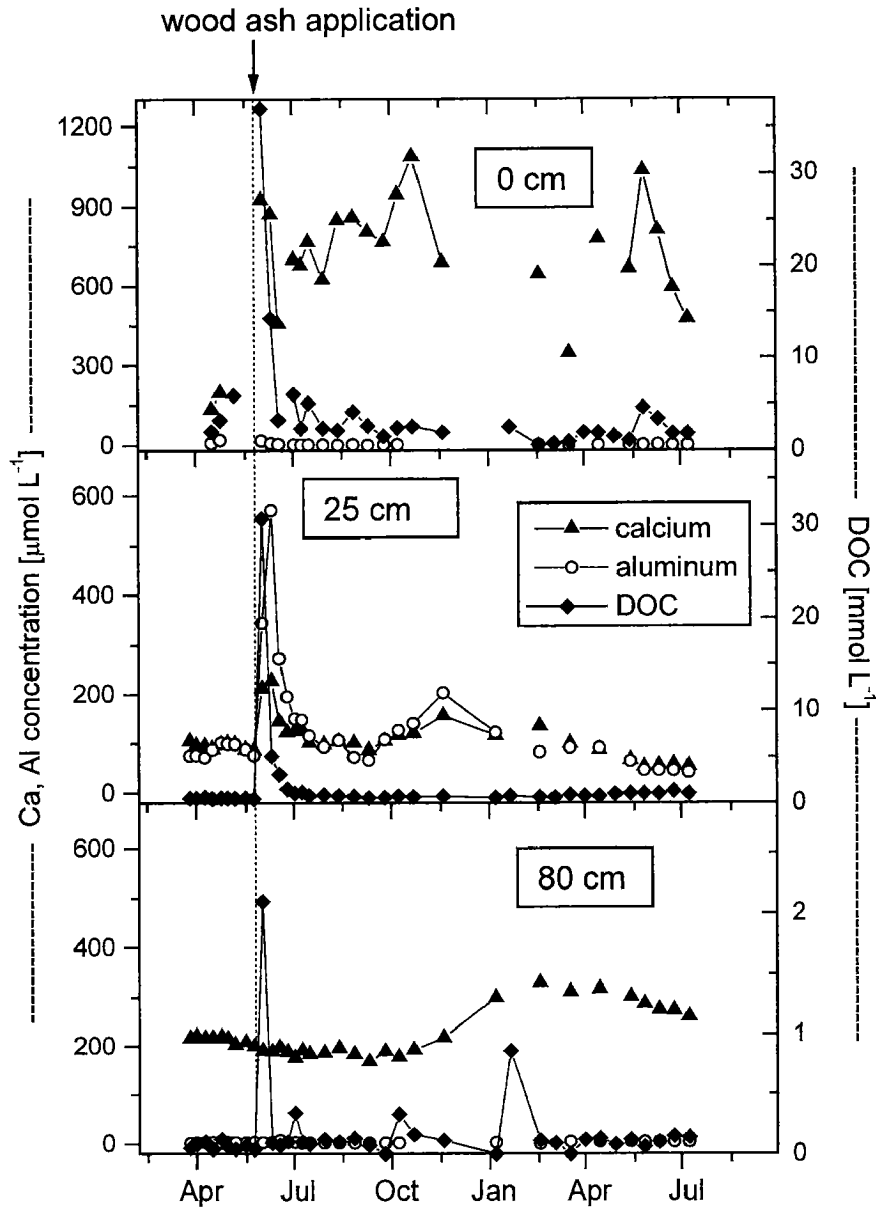 wood ash application
1200
900
600
300
0
30
20
10
0
0 cm
600
400
200
0
30
20
10
0
25 cm
calcium
aluminum
DOC
600
400
200
0
2
1
0
80 cm
Apr Jul Oct Jan Apr Jul
Ca, Al concentration [µmol L⁻¹]
DOC [mmol L⁻¹]